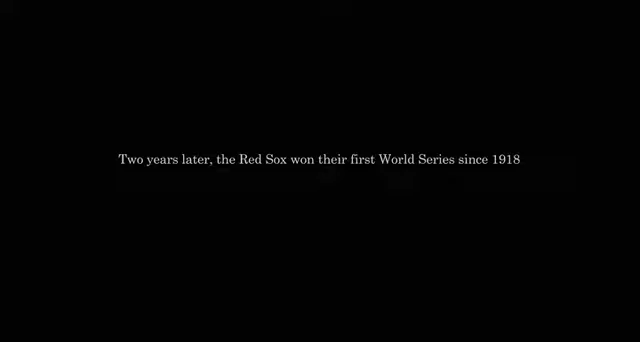 Two years later, the Red Sox won their first World Series since 1918